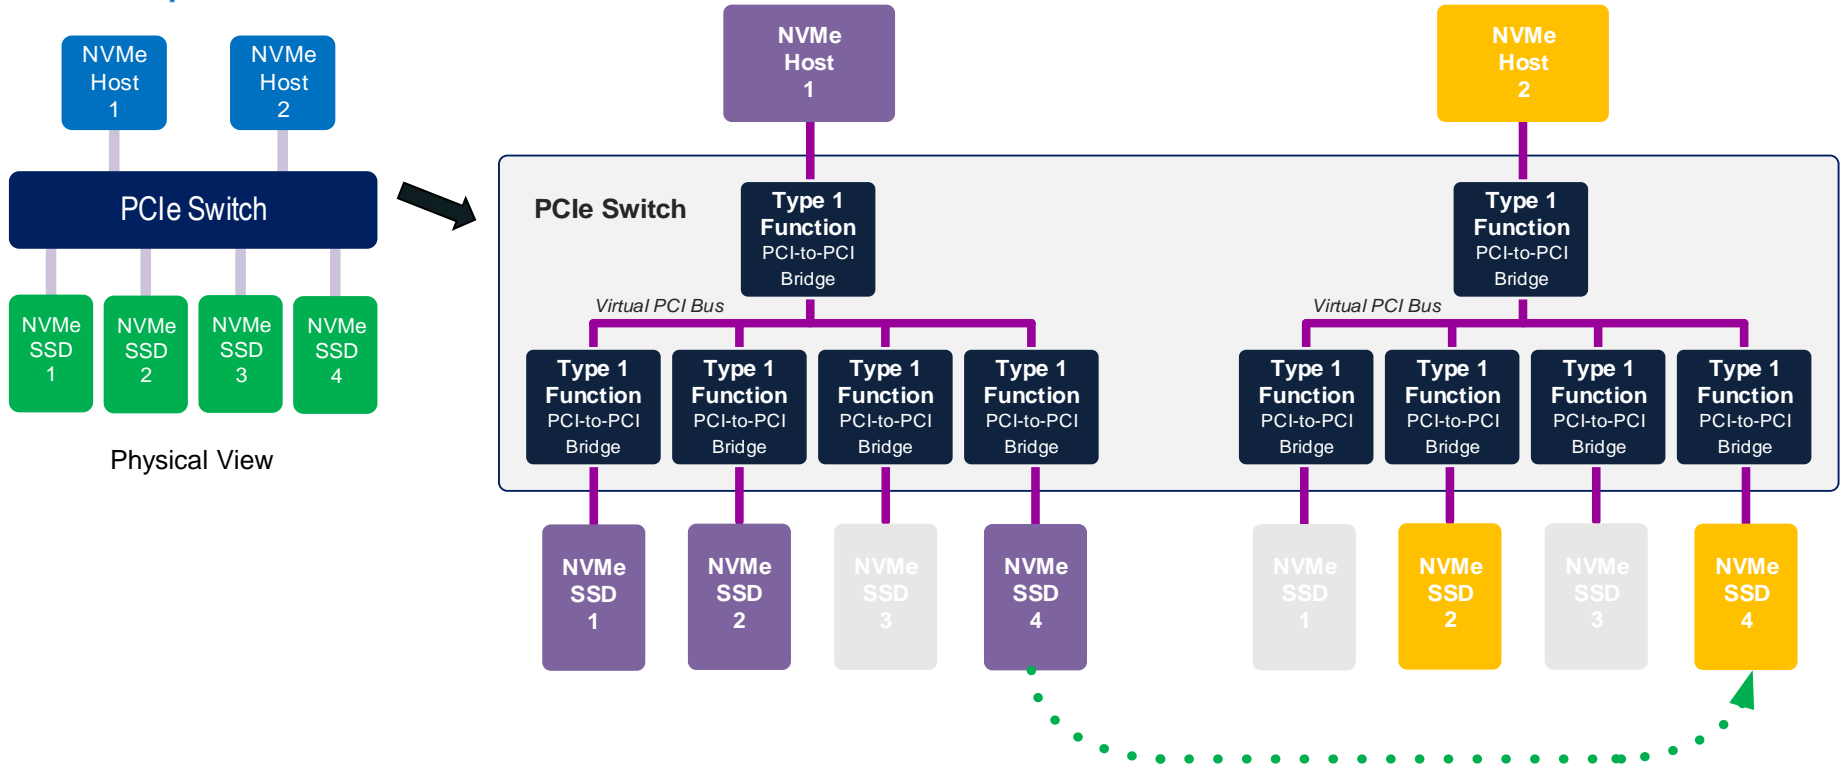 NVMe
Host
1
NVMe
Host
2
PCIe Switch
NVMe
SSD
1
NVMe
SSD
2
NVMe
SSD
3
NVMe
SSD
4
Physical View
NVMe
Host
1
NVMe
Host
2
PCIe Switch
Type 1
Function
PCI-to-PCI
Bridge
Type 1
Function
PCI-to-PCI
Bridge
Virtual PCI Bus
Virtual PCI Bus
Type 1
Function
PCI-to-PCI
Bridge
Type 1
Function
PCI-to-PCI
Bridge
Type 1
Function
PCI-to-PCI
Bridge
Type 1
Function
PCI-to-PCI
Bridge
Type 1
Function
PCI-to-PCI
Bridge
Type 1
Function
PCI-to-PCI
Bridge
Type 1
Function
PCI-to-PCI
Bridge
Type 1
Function
PCI-to-PCI
Bridge
NVMe
SSD
1
NVMe
SSD
2
NVMe
SSD
3
NVMe
SSD
4
NVMe
SSD
1
NVMe
SSD
2
NVMe
SSD
3
NVMe
SSD
4